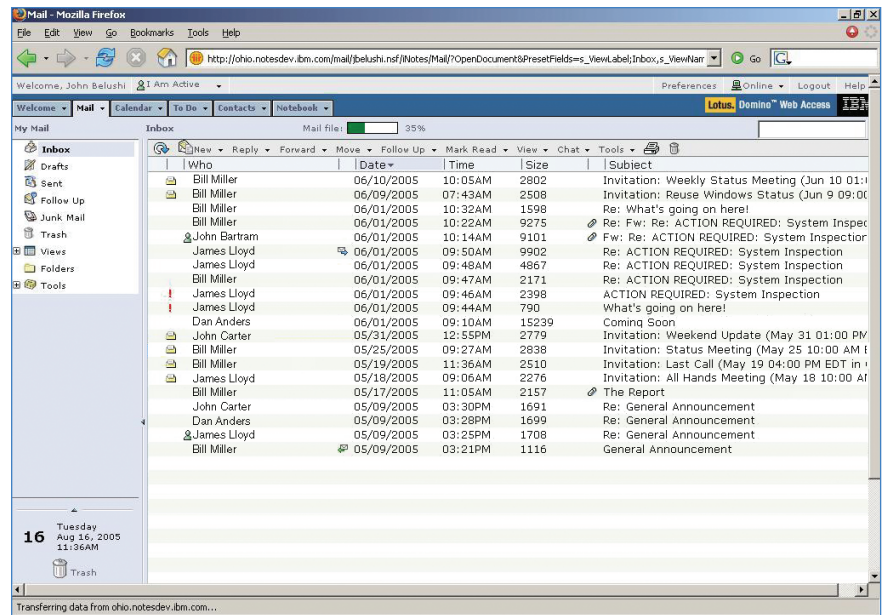 Mail - Mozilla Firefox
File Edit View Go Bookmarks Tools Help
http://ohio.notesdev.ibm.com/mail/jbelushi.nsf/iNotes/Mail/?OpenDocument&PresetFields=s_ViewLabel;Inbox,s_ViewNam Go
Welcome, John Belushi I Am Active Preferences Online Logout Help
Welcome Mail Calendar To Do Contacts Notebook Lotus. Domino™ Web Access IBM
My Mail Inbox Mail file: 35%
Inbox
Drafts
Sent
Follow Up
Junk Mail
Trash
Views
Folders
Tools
New Reply Forward Move Follow Up Mark Read View Chat Tools
Who Date Time Size Subject
Bill Miller 06/10/2005 10:05AM 2802 Invitation: Weekly Status Meeting (Jun 10 01:
Bill Miller 06/09/2005 07:43AM 2508 Invitation: Reuse Windows Status (Jun 9 09:00
Bill Miller 06/01/2005 10:32AM 1598 Re: What's going on here!
Bill Miller 06/01/2005 10:22AM 9275 Re: Fw: Re: ACTION REQUIRED: System Inspec
John Bartram 06/01/2005 10:14AM 9101 Fw: Re: ACTION REQUIRED: System Inspection
James Lloyd 06/01/2005 09:50AM 9902 Re: ACTION REQUIRED: System Inspection
James Lloyd 06/01/2005 09:48AM 4867 Re: ACTION REQUIRED: System Inspection
Bill Miller 06/01/2005 09:47AM 2171 Re: ACTION REQUIRED: System Inspection
! James Lloyd 06/01/2005 09:46AM 2398 ACTION REQUIRED: System Inspection
! James Lloyd 06/01/2005 09:44AM 790 What's going on here!
Dan Anders 06/01/2005 09:10AM 15239 Coming Soon
John Carter 05/31/2005 12:55PM 2779 Invitation: Weekend Update (May 31 01:00 PM
Bill Miller 05/25/2005 09:27AM 2838 Invitation: Status Meeting (May 25 10:00 AM E
Bill Miller 05/19/2005 11:36AM 2510 Invitation: Last Call (May 19 04:00 PM EDT in
James Lloyd 05/18/2005 09:06AM 2276 Invitation: All Hands Meeting (May 18 10:00 AM
Bill Miller 05/17/2005 11:05AM 2157 The Report
John Carter 05/09/2005 03:30PM 1691 Re: General Announcement
Dan Anders 05/09/2005 03:28PM 1699 Re: General Announcement
James Lloyd 05/09/2005 03:25PM 1708 Re: General Announcement
Bill Miller 05/09/2005 03:21PM 1116 General Announcement
16 Tuesday
Aug 16, 2005
11:36AM
Trash
Transferring data from ohio.notesdev.ibm.com...